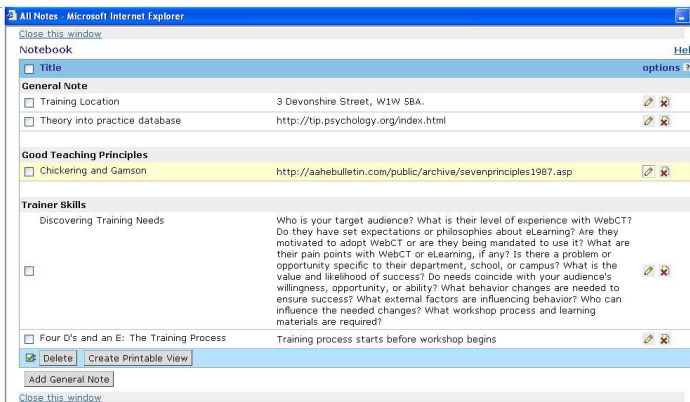 All Notes - Microsoft Internet Explorer
Close this window
Notebook
Hel
Title
options ?
General Note
Training Location
3 Devonshire Street, W1W 5BA.
Theory into practice database
http://tip.psychology.org/index.html
Good Teaching Principles
Chickering and Gamson
http://aahebulletin.com/public/archive/sevenprinciples1987.asp
Trainer Skills
Discovering Training Needs
Who is your target audience? What is their level of experience with WebCT?
Do they have set expectations or philosophies about eLearning? Are they
motivated to adopt WebCT or are they being mandated to use it? What are
their pain points with WebCT or eLearning, if any? Is there a problem or
opportunity specific to their department, school, or campus? What is the
value and likelihood of success? Do needs coincide with your audience's
willingness, opportunity, or ability? What behavior changes are needed to
ensure success? What external factors are influencing behavior? Who can
influence the needed changes? What workshop process and learning
materials are required?
Four D's and an E: The Training Process
Training process starts before workshop begins
Delete
Create Printable View
Add General Note
Close this window